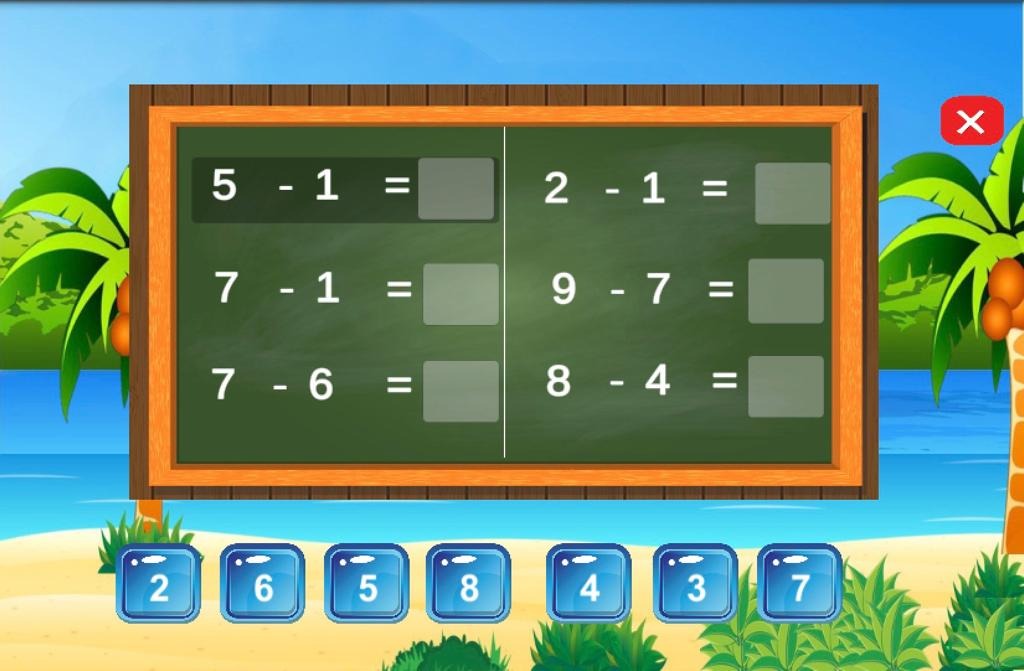 5 - 1 =
7 - 1 =
7 - 6 =
2 - 1 =
9 - 7 =
8 - 4 =
2 6 5 8 4 3 7